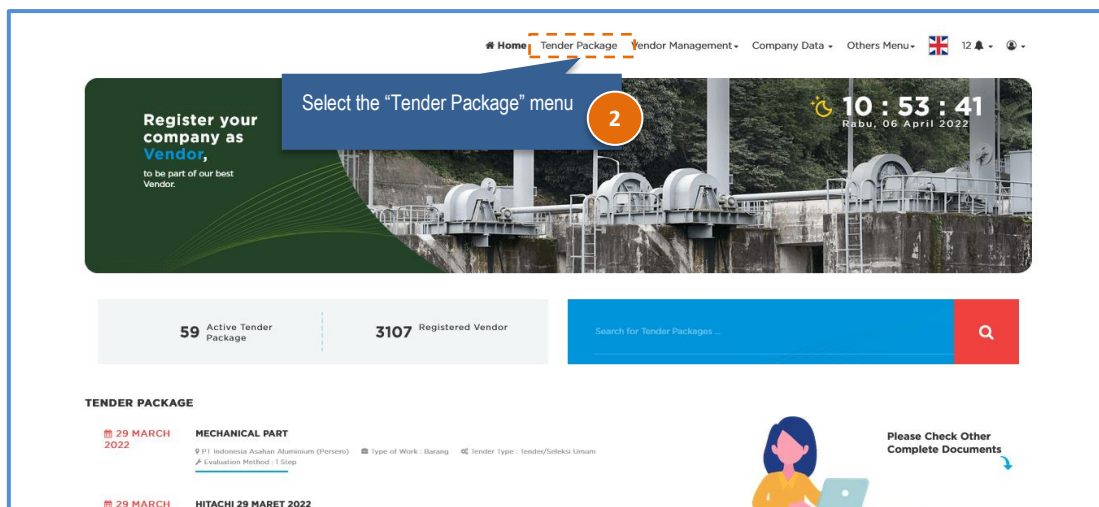 Home Tender Package Vendor Management Company Data Others Menu 12
Select the “Tender Package” menu
2
Register your
company as
Vendor,
to be part of our best
Vendor.
10 : 53 : 41
Rabu, 06 April 2022
59 Active Tender
Package
3107 Registered Vendor
Search for Tender Packages ...
TENDER PACKAGE
29 MARCH
2022
MECHANICAL PART
PT Indonesia Asahan Aluminium (Persero) Type of Work : Barang Tender Type : Tender/Seleksi Umum
Evaluation Method : 1 Step
Please Check Other
Complete Documents
29 MARCH
HITACHI 29 MARET 2022